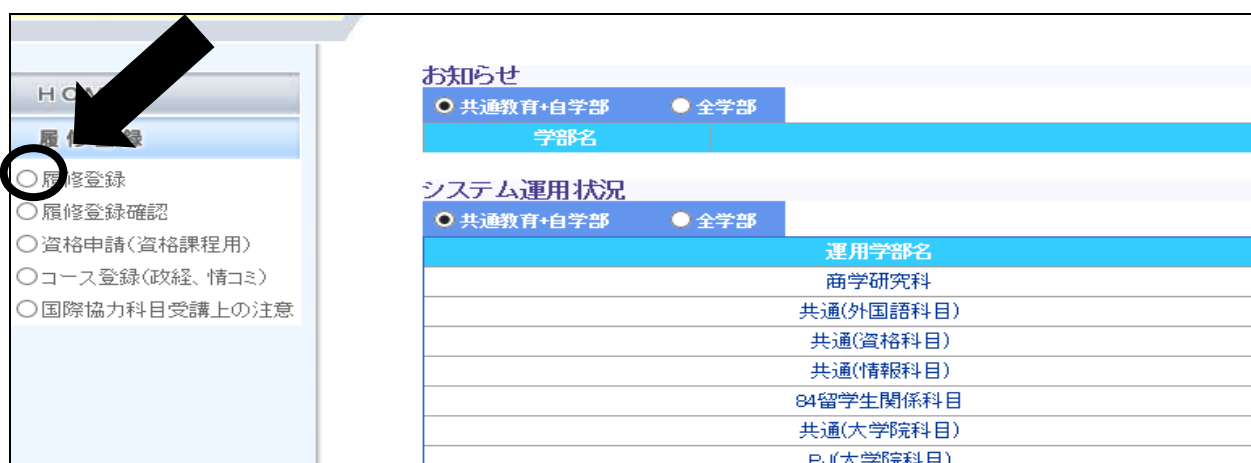 HOME
履修登録
○履修登録
○履修登録確認
○資格申請(資格課程用)
○コース登録(政経、情コミ)
○国際協力科目受講上の注意
お知らせ
共通教育+自学部 全学部
学部名
システム運用状況
共通教育+自学部 全学部
運用学部名
商学研究科
共通(外国語科目)
共通(資格科目)
共通(情報科目)
84留学生関係科目
共通(大学院科目)
PJ(大学院科目)